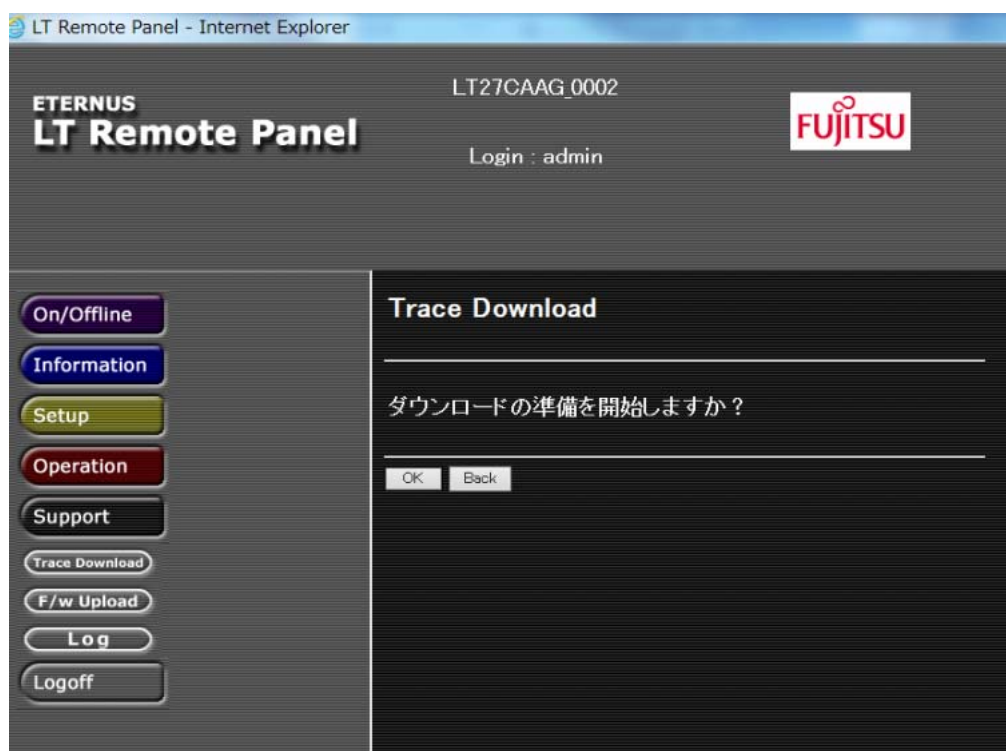 LT Remote Panel - Internet Explorer
ETERNUS
LT Remote Panel
LT27CAAG_0002
Login : admin
FUJITSU
On/Offline
Information
Setup
Operation
Support
Trace Download
F/w Upload
Log
Logoff
Trace Download
ダウンロードの準備を開始しますか？
OK
Back